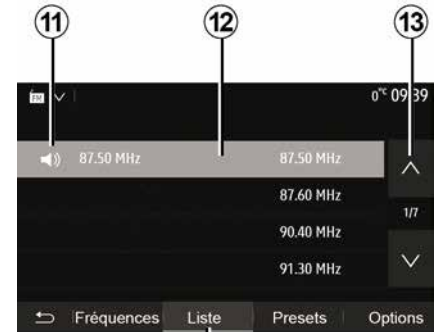 11 12 13
FM 0°C 09:39
87.50 MHz 87.50 MHz
87.60 MHz
1/7
90.40 MHz
91.30 MHz
Fréquences Liste Presets Options